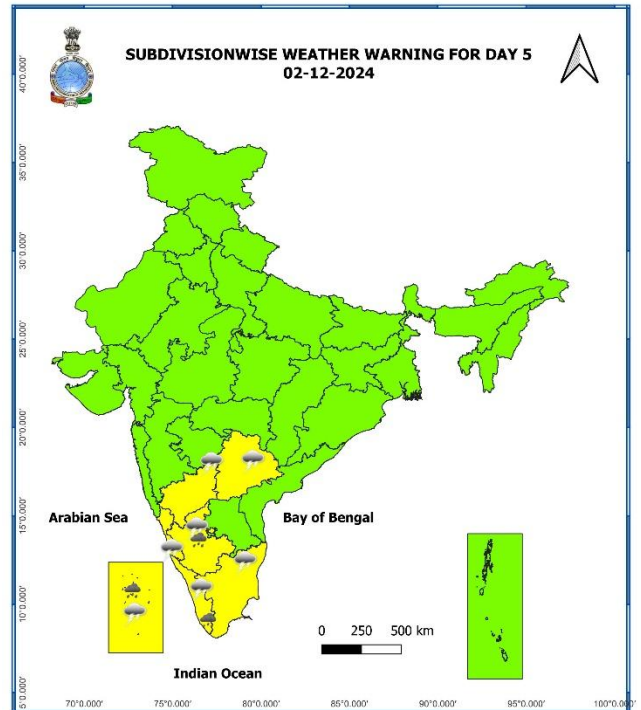 SUBDIVISIONWISE WEATHER WARNING FOR DAY 5
02-12-2024
40°0.000'
35°0.000'
30°0.000'
25°0.000'
20°0.000'
15°0.000'
10°0.000'
5°0.000'
Arabian Sea
Bay of Bengal
0 250 500 km
Indian Ocean
70°0.000' 75°0.000' 80°0.000' 85°0.000' 90°0.000' 95°0.000' 100°0.000'